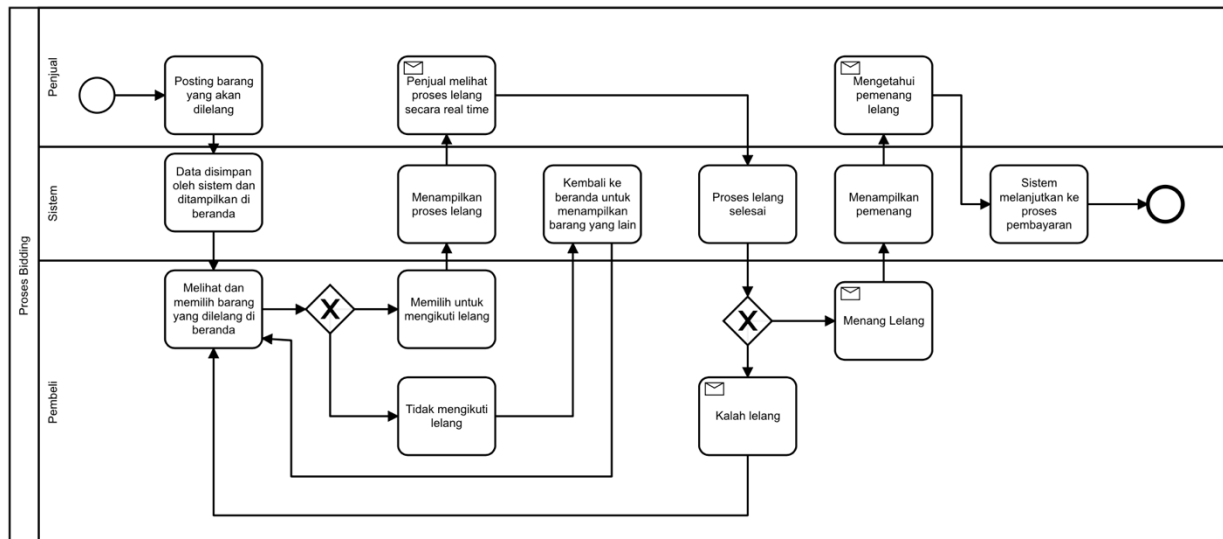 Proses Bidding
Penjual
Posting barang
yang akan
dilelang
Penjual melihat
proses lelang
secara real time
Mengetahui
pemenang
lelang
Sistem
Data disimpan
oleh sistem dan
ditampilkan di
beranda
Menampilkan
proses lelang
Kembali ke
beranda untuk
menampilkan
barang yang lain
Proses lelang
selesai
Menampilkan
pemenang
Sistem
melanjutkan ke
proses
pembayaran
Pembeli
Melihat dan
memilih barang
yang dilelang di
beranda
X
Memilih untuk
mengikuti lelang
X
Menang Lelang
Tidak mengikuti
lelang
Kalah lelang